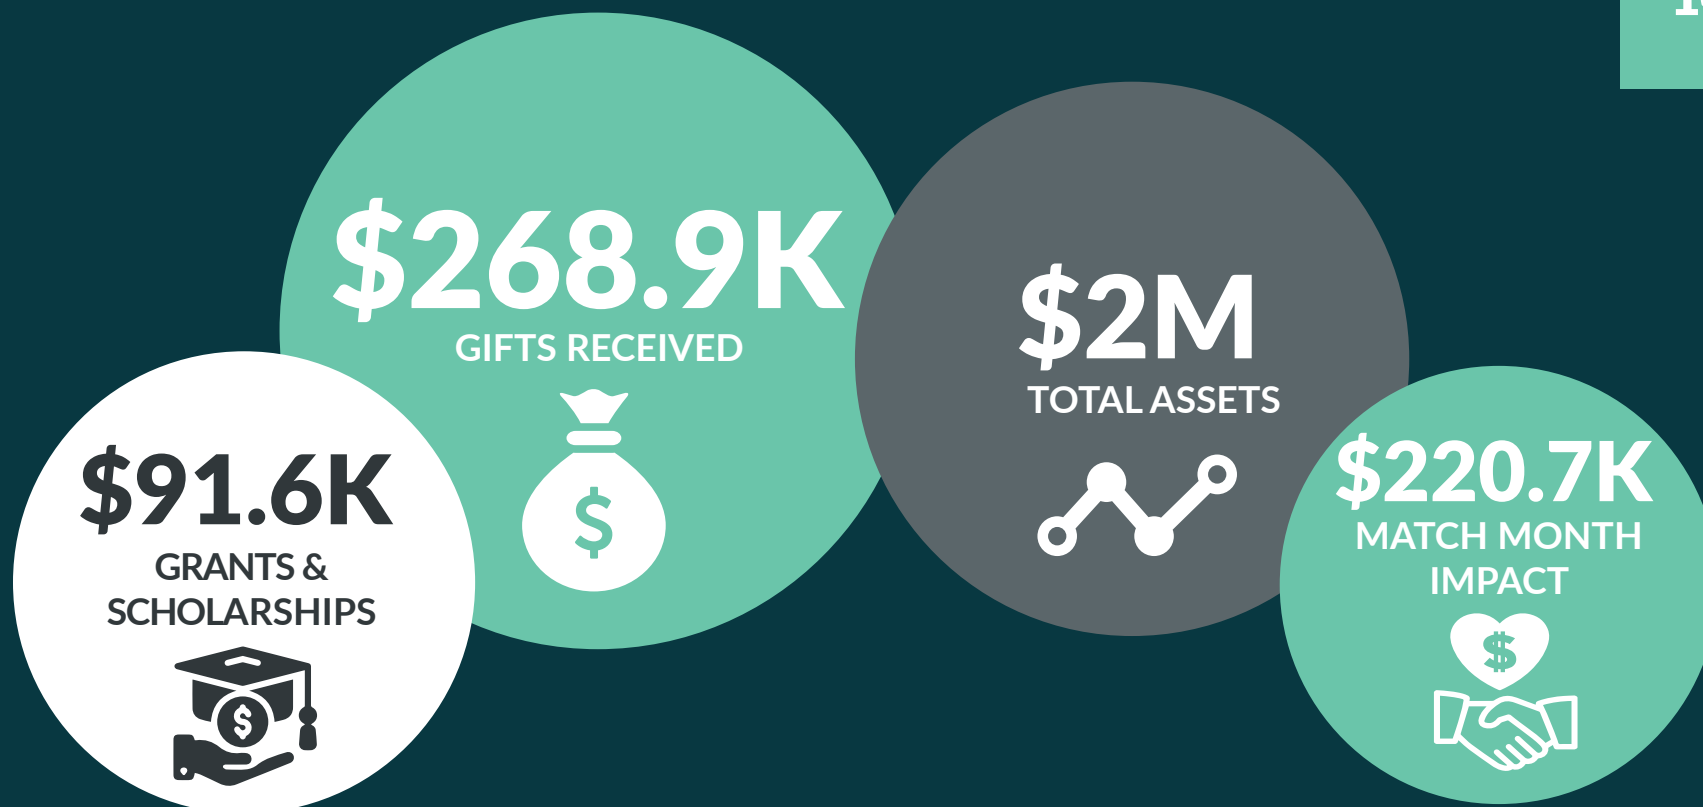 $268.9K
GIFTS RECEIVED
$
$2M
TOTAL ASSETS
$91.6K
GRANTS &
SCHOLARSHIPS
$
$220.7K
MATCH MONTH
IMPACT
$